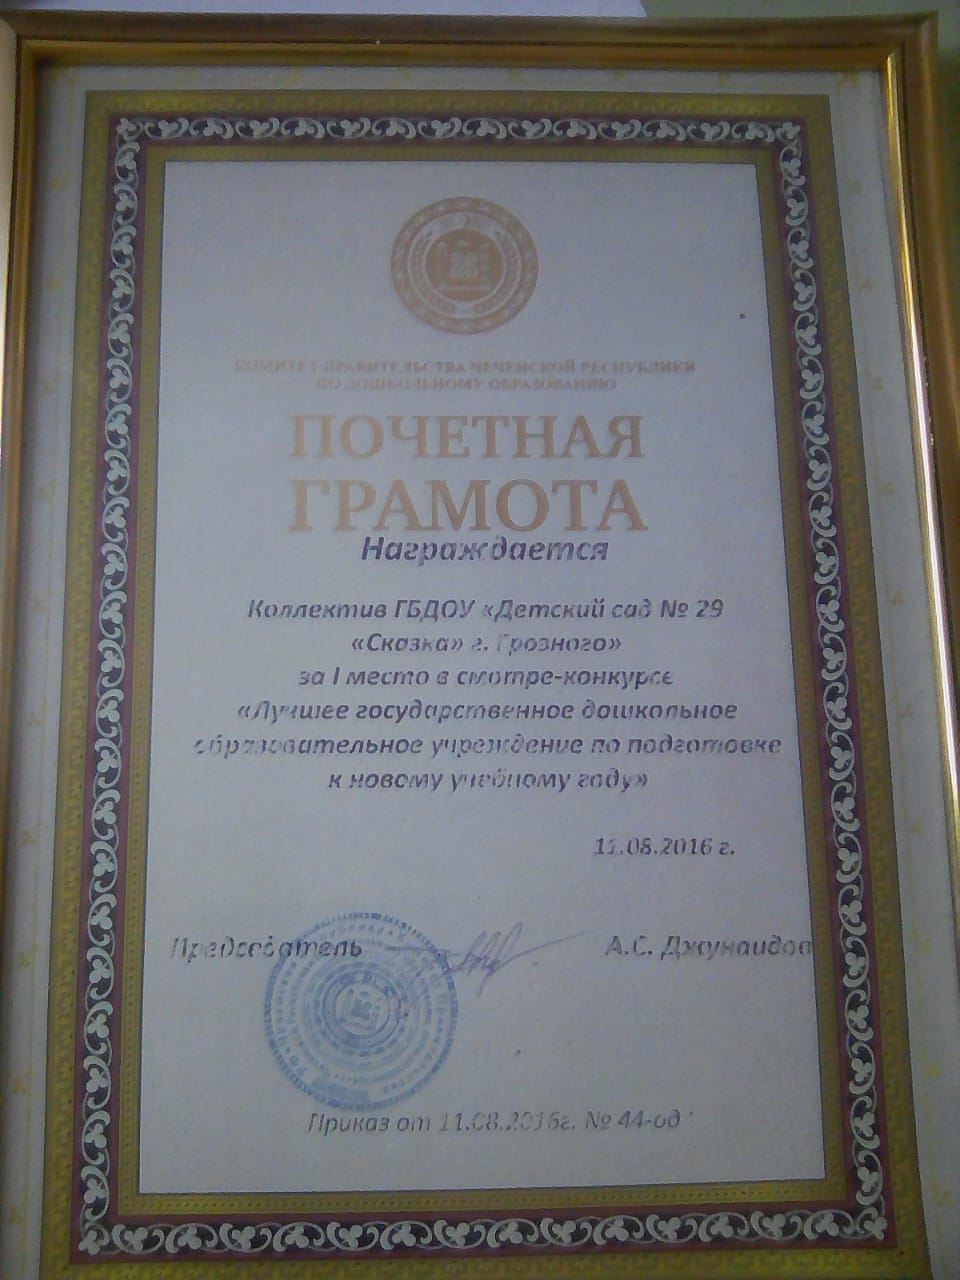 КОМИТЕТ ПРАВИТЕЛЬСТВА ЧЕЧЕНСКОЙ РЕСПУБЛИКИ
ПО ДОШКОЛЬНОМУ ОБРАЗОВАНИЮ
ПОЧЕТНАЯ
ГРАМОТА
Награждается
Коллектив ГБДОУ «Детский сад № 29
«Сказка» г. Грозного»
за I место в смотре-конкурсе
«Лучшее государственное дошкольное
образовательное учреждение по подготовке
к новому учебному году»
11.08.2016 г.
Председатель А.С. Джунаидов
Приказ от 11.08.2016г. № 44-од